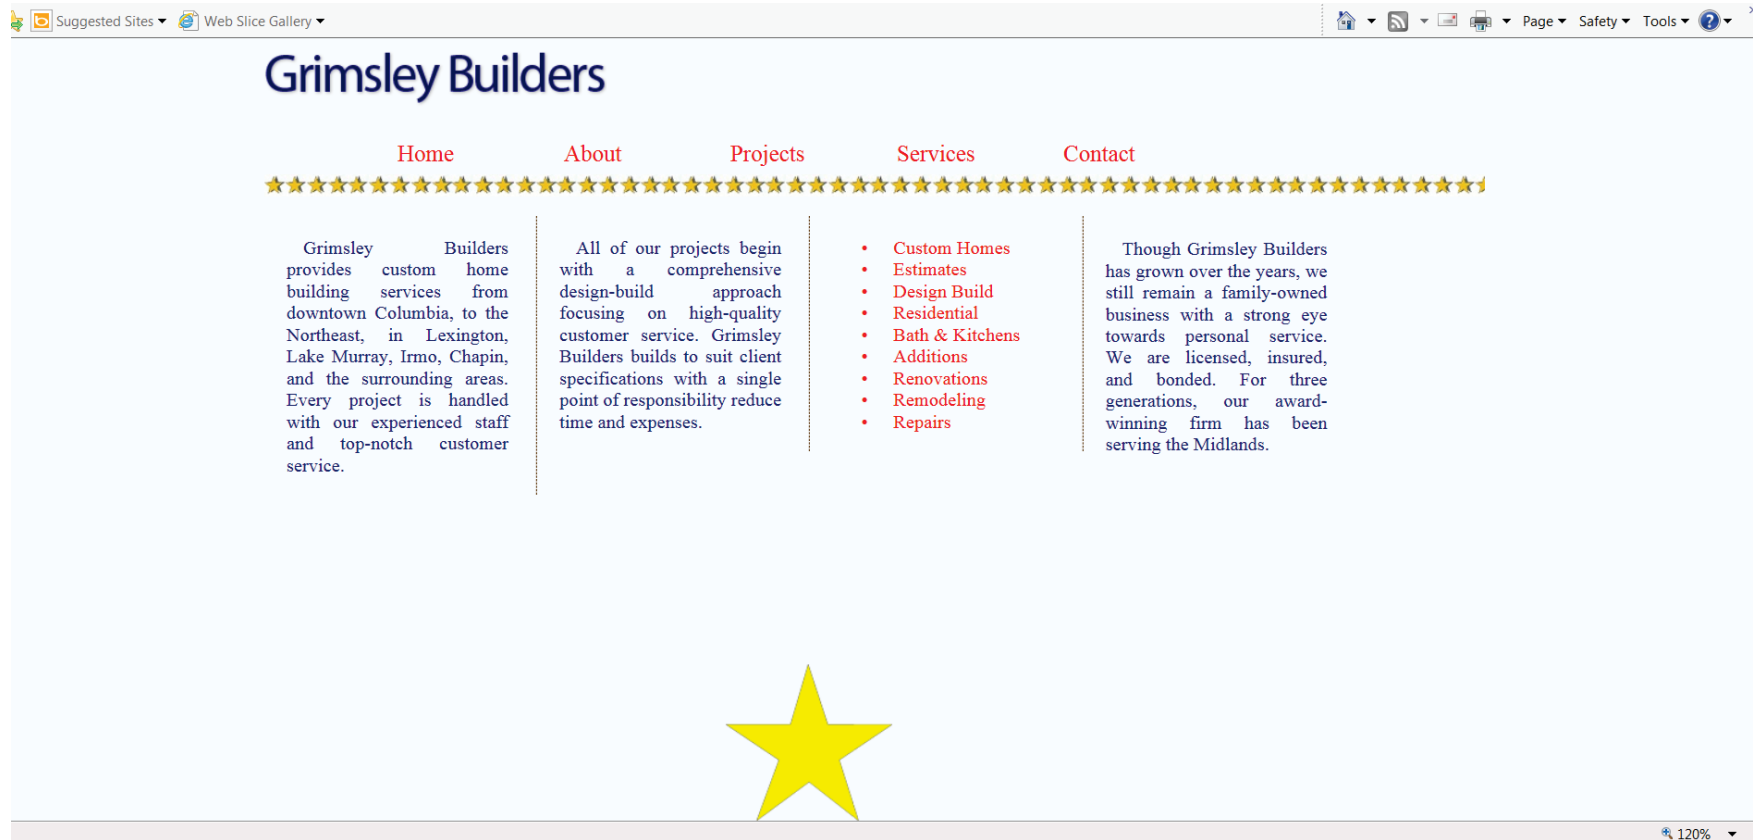 Suggested Sites
Web Slice Gallery
Page
Safety
Tools
Grimsley Builders
Home
About
Projects
Services
Contact
Grimsley Builders
provides custom home
building services from
downtown Columbia, to the
Northeast, in Lexington,
Lake Murray, Irmo, Chapin,
and the surrounding areas.
Every project is handled
with our experienced staff
and top-notch customer
service.
All of our projects begin
with a comprehensive
design-build approach
focusing on high-quality
customer service. Grimsley
Builders builds to suit client
specifications with a single
point of responsibility reduce
time and expenses.
• Custom Homes
• Estimates
• Design Build
• Residential
• Bath & Kitchens
• Additions
• Renovations
• Remodeling
• Repairs
Though Grimsley Builders
has grown over the years, we
still remain a family-owned
business with a strong eye
towards personal service.
We are licensed, insured,
and bonded. For three
generations, our award-
winning firm has been
serving the Midlands.
120%